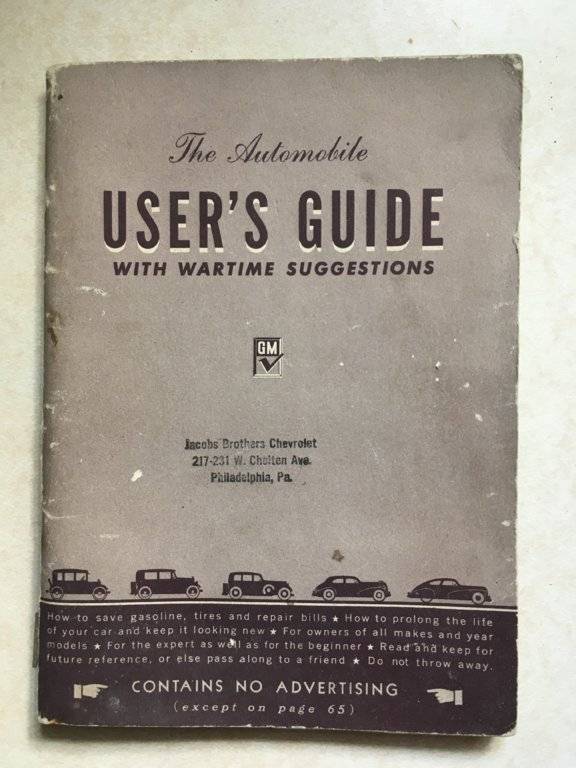 The Automobile
USER'S GUIDE
WITH WARTIME SUGGESTIONS
GM
Jacobs Brothers Chevrolet
217-231 W. Chelten Ave.
Philadelphia, Pa.
How to save gasoline, tires and repair bills ★ How to prolong the life
of your car and keep it looking new ★ For owners of all makes and year
models ★ For the expert as well as for the beginner ★ Read and keep for
future reference, or else pass along to a friend ★ Do not throw away.
CONTAINS NO ADVERTISING
(except on page 65)